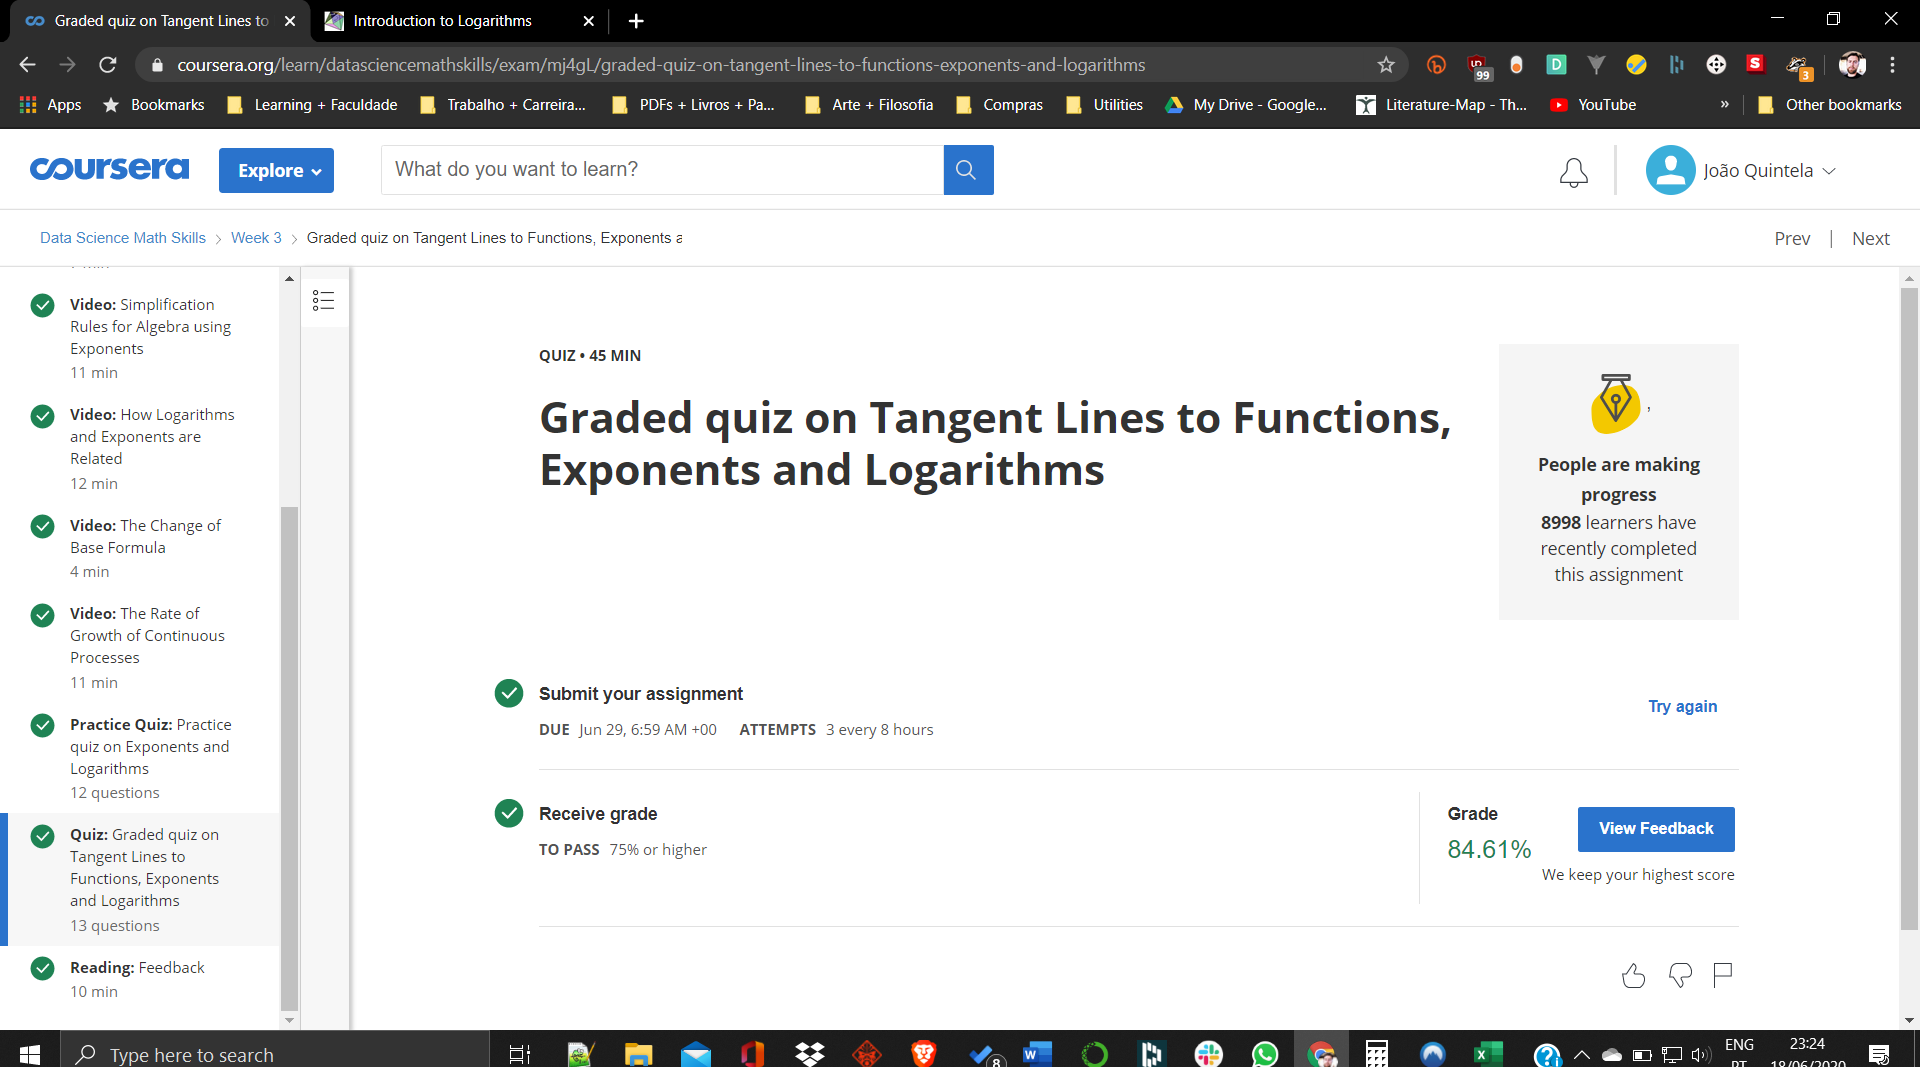 Graded quiz on Tangent Lines to
Introduction to Logarithms
coursera.org/learn/datasciencemathskills/exam/mj4gL/graded-quiz-on-tangent-lines-to-functions-exponents-and-logarithms
99
D
S
3
Apps
Bookmarks
Learning + Faculdade
Trabalho + Carreira...
PDFs + Livros + Pa...
Arte + Filosofia
Compras
Utilities
My Drive - Google...
Literature-Map - Th...
YouTube
»
Other bookmarks
coursera
Explore
What do you want to learn?
João Quintela
Data Science Math Skills
Week 3
Graded quiz on Tangent Lines to Functions, Exponents a
Prev
Next
Video: Simplification
Rules for Algebra using
Exponents
11 min
Video: How Logarithms
and Exponents are
Related
12 min
Video: The Change of
Base Formula
4 min
Video: The Rate of
Growth of Continuous
Processes
11 min
Practice Quiz: Practice
quiz on Exponents and
Logarithms
12 questions
Quiz: Graded quiz on
Tangent Lines to
Functions, Exponents
and Logarithms
13 questions
Reading: Feedback
10 min
QUIZ • 45 MIN
Graded quiz on Tangent Lines to Functions,
Exponents and Logarithms
People are making
progress
8998 learners have
recently completed
this assignment
Submit your assignment
DUE Jun 29, 6:59 AM +00 ATTEMPTS 3 every 8 hours
Try again
Receive grade
TO PASS 75% or higher
Grade
84.61%
View Feedback
We keep your highest score
Type here to search
8
ENG
PT
23:24
18/06/2020